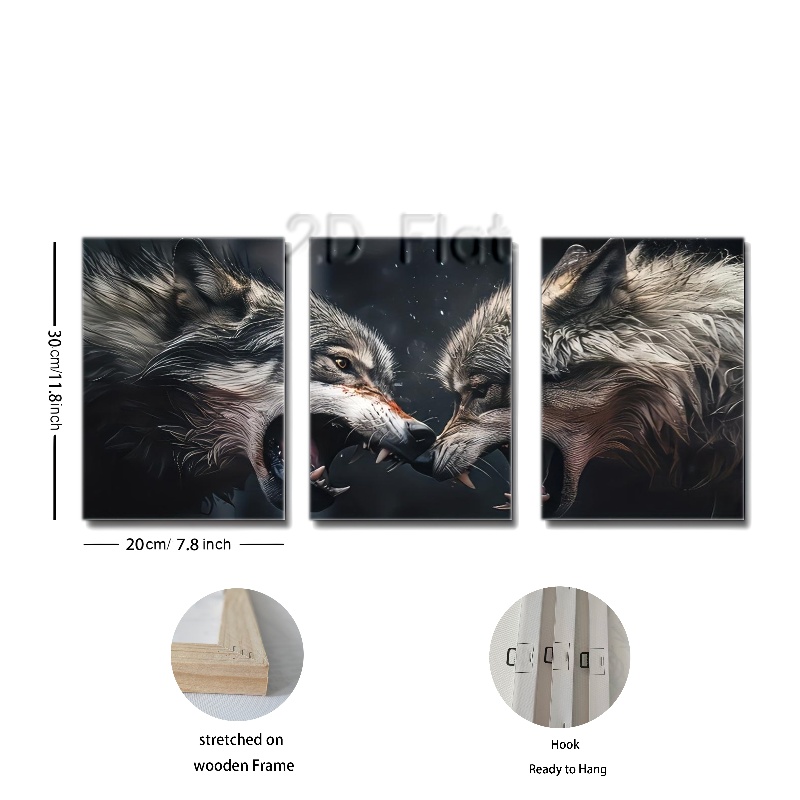 2D Flat
30cm/11.8inch
20cm/ 7.8 inch
stretched on
wooden Frame
Hook
Ready to Hang